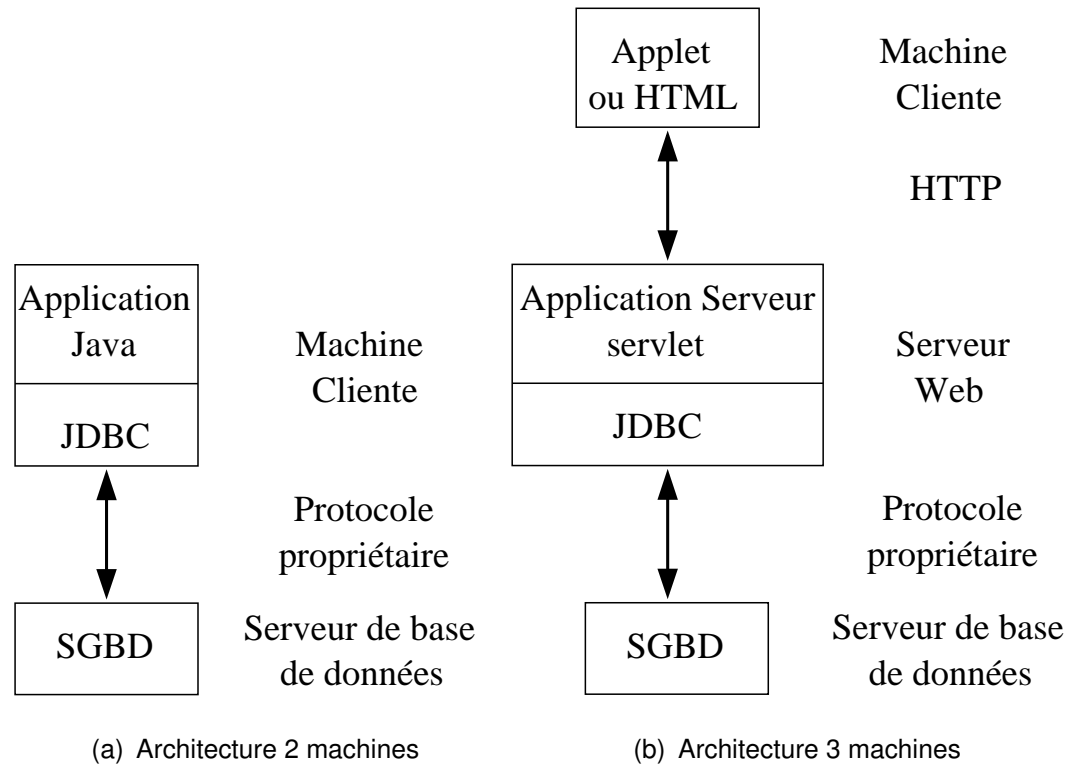 Applet
ou HTML
Machine
Cliente
HTTP
Application
Java
JDBC
Machine
Cliente
Application Serveur
servlet
JDBC
Serveur
Web
Protocole
propriétaire
Protocole
propriétaire
SGBD
Serveur de base
de données
SGBD
Serveur de base
de données
(a) Architecture 2 machines
(b) Architecture 3 machines